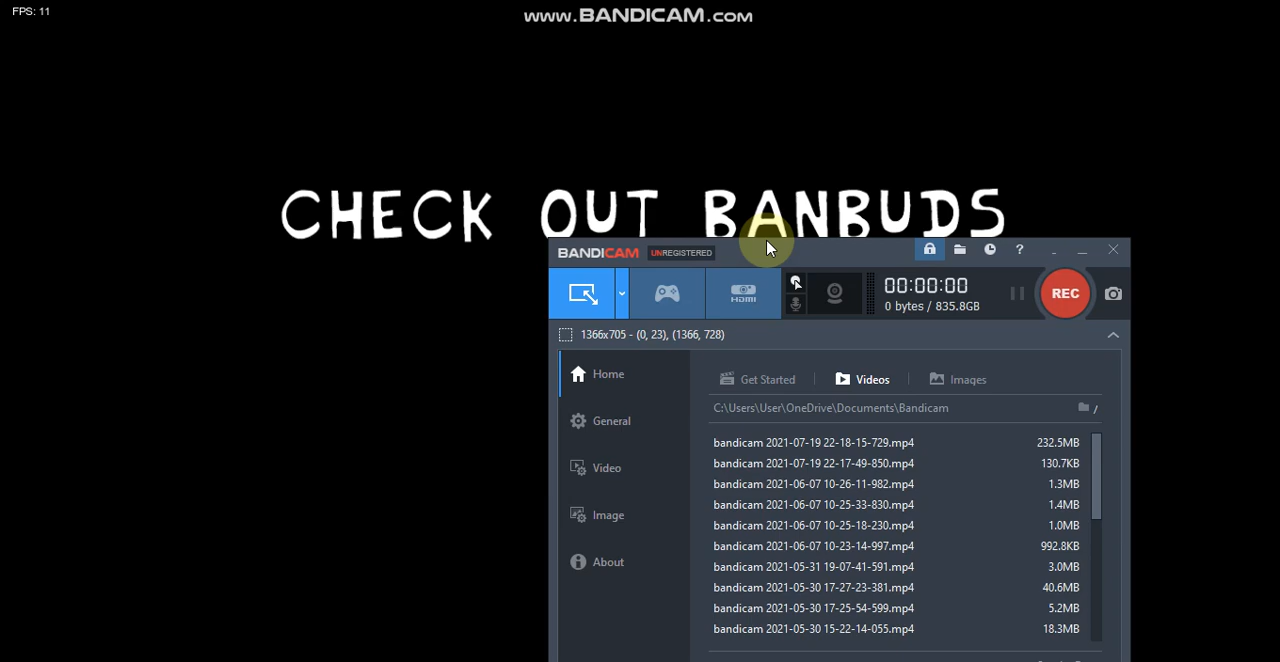 FPS: 11
www.BANDICAM.com
CHECK OUT BANBUDS
BANDICAM UNREGISTERED
?
HDMI
00:00:00
0 bytes / 835.8GB
REC
1366x705 - (0, 23), (1366, 728)
Home
General
Video
Image
About
Get Started
Videos
Images
C:\Users\User\OneDrive\Documents\Bandicam
/
bandicam 2021-07-19 22-18-15-729.mp4 232.5MB
bandicam 2021-07-19 22-17-49-850.mp4 130.7KB
bandicam 2021-06-07 10-26-11-982.mp4 1.3MB
bandicam 2021-06-07 10-25-33-830.mp4 1.4MB
bandicam 2021-06-07 10-25-18-230.mp4 1.0MB
bandicam 2021-06-07 10-23-14-997.mp4 992.8KB
bandicam 2021-05-31 19-07-41-591.mp4 3.0MB
bandicam 2021-05-30 17-27-23-381.mp4 40.6MB
bandicam 2021-05-30 17-25-54-599.mp4 5.2MB
bandicam 2021-05-30 15-22-14-055.mp4 18.3MB